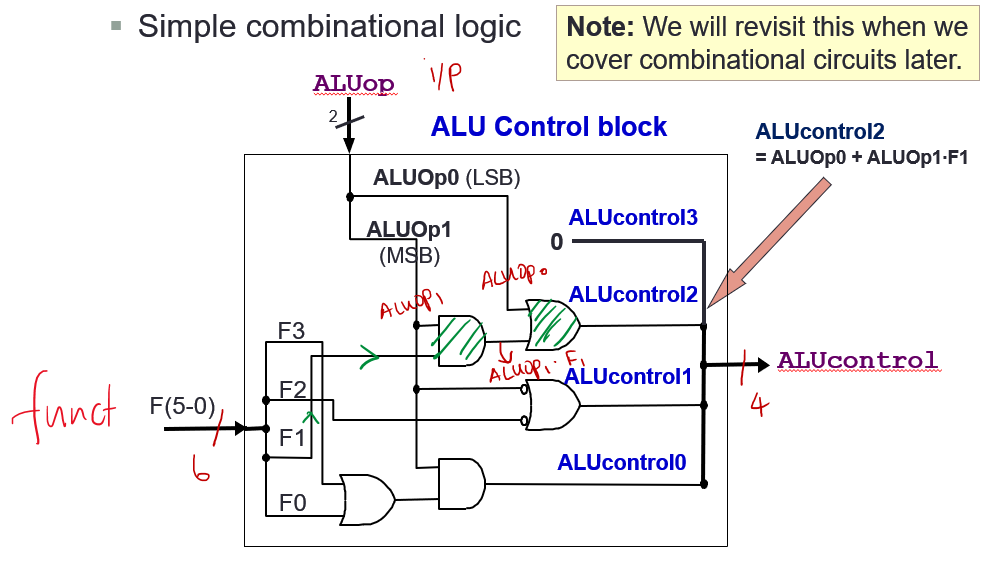 ▪ Simple combinational logic
Note: We will revisit this when we
cover combinational circuits later.
ALUop i/p
2
ALU Control block
ALUcontrol2
= ALUOp0 + ALUOp1·F1
ALUOp0 (LSB)
ALUOp1
(MSB)
ALUcontrol3
0
ALUOp0
ALUOp1
ALUcontrol2
F3
ALUOp1 · F1
ALUcontrol1
ALUcontrol
4
funct
F(5-0)
6
F2
F1
ALUcontrol0
F0